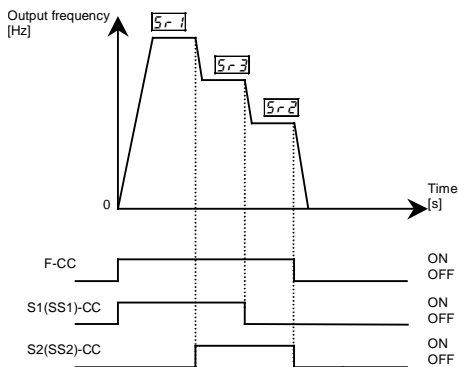 Output frequency
[Hz]
Sr1
Sr3
Sr2
0
Time
[s]
F-CC
ON
OFF
S1(SS1)-CC
ON
OFF
S2(SS2)-CC
ON
OFF